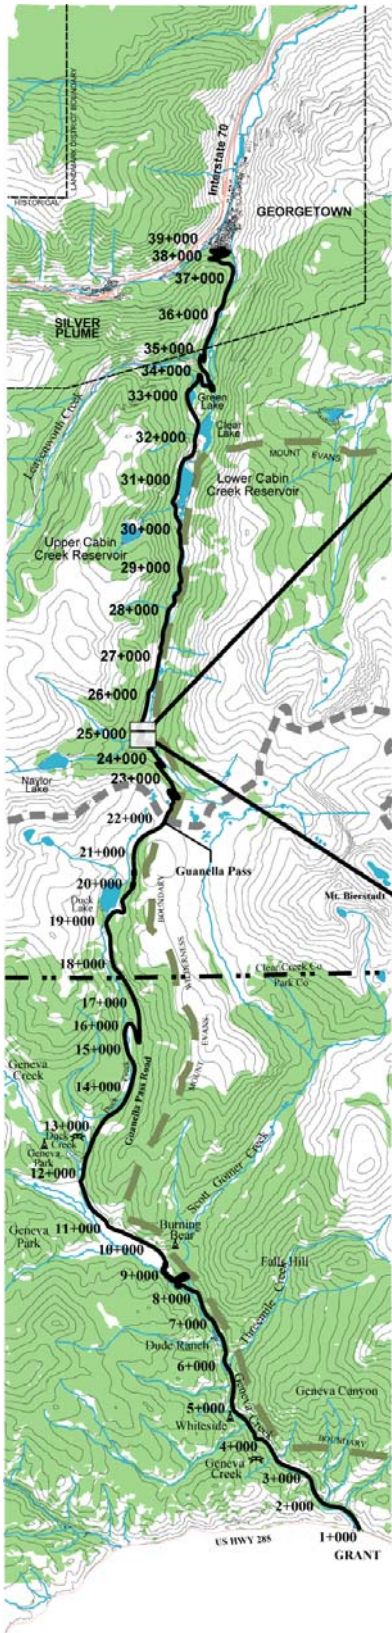 LANDMARK DISTRICT BOUNDARY
Interstate 70
HISTORICAL
GEORGETOWN
39+000
38+000
37+000
36+000
SILVER
PLUME
35+000
34+000
33+000
Green
Lake
Leavenworth Creek
Clear
Lake
32+000
MOUNT EVANS
31+000
Lower Cabin
Creek Reservoir
30+000
Upper Cabin
Creek Reservoir
29+000
28+000
27+000
26+000
25+000
24+000
Naylor
Lake
23+000
22+000
21+000
Guanella Pass
20+000
Duck
Lake
Mt. Bierstadt
19+000
BOUNDARY
18+000
WILDERNESS
Clear Creek Co
Park Co
17+000
16+000
15+000
EVANS
Geneva
Creek
14+000
Guanella Pass Road
MOUNT
13+000
Duck
Creek
Geneva
Park
12+000
Scott Gomer Creek
11+000
Geneva
Park
Burning
Bear
10+000
Falls Hill
9+000
8+000
Threemile Creek
7+000
Dude Ranch
6+000
Geneva Creek
Geneva Canyon
5+000
Whiteside
BOUNDARY
4+000
Geneva
Creek
3+000
2+000
1+000
US HWY 285
GRANT